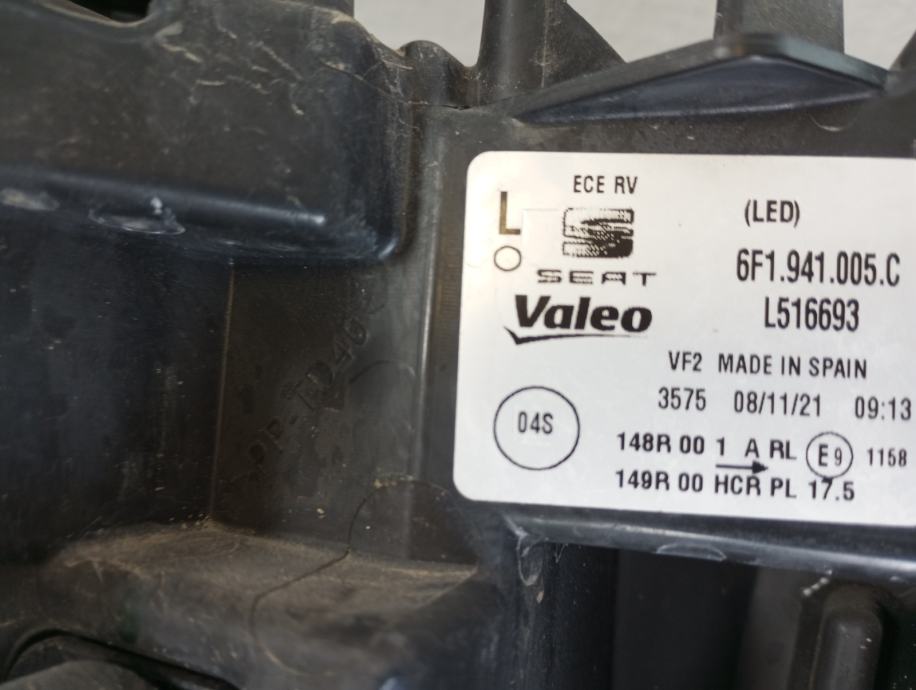 ECE RV
L
O
(LED)
SEAT
6F1.941.005.C
Valeo
L516693
VF2 MADE IN SPAIN
3575 08/11/21 09:13
04S
148R 00 1 A RL E9 1158
149R 00 HCR PL 17.5